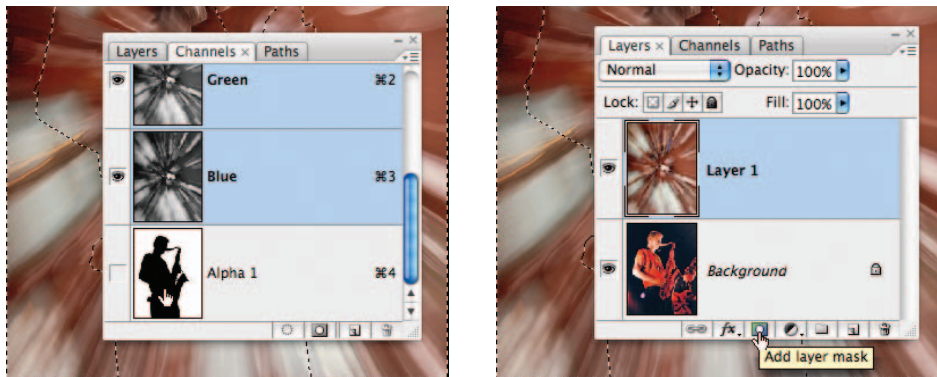 Layers Channels × Paths
Green ⌘2
Blue ⌘3
Alpha 1 ⌘4
Layers × Channels Paths
Normal Opacity: 100%
Lock: Fill: 100%
Layer 1
Background
fx
Add layer mask